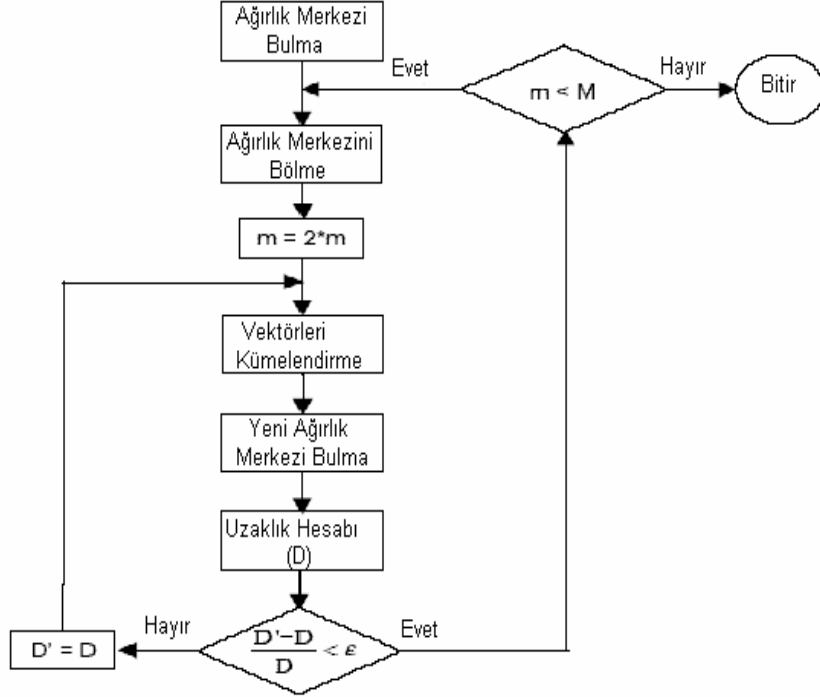 Ağırlık Merkezi
Bulma
Evet
m < M
Hayır
Bitir
Ağırlık Merkezini
Bölme
m = 2*m
Vektörleri
Kümelendirme
Yeni Ağırlık
Merkezi Bulma
Uzaklık Hesabı
(D)
D' = D
Hayır
D'-D
D
< ε
Evet